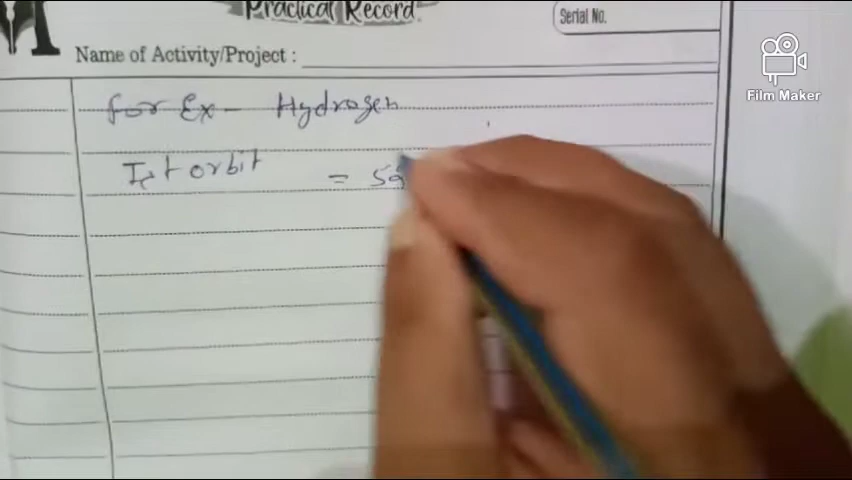 Practical Record
Serial No.
Name of Activity/Project :
Film Maker
for Ex - Hydrogen
Ist orbit =